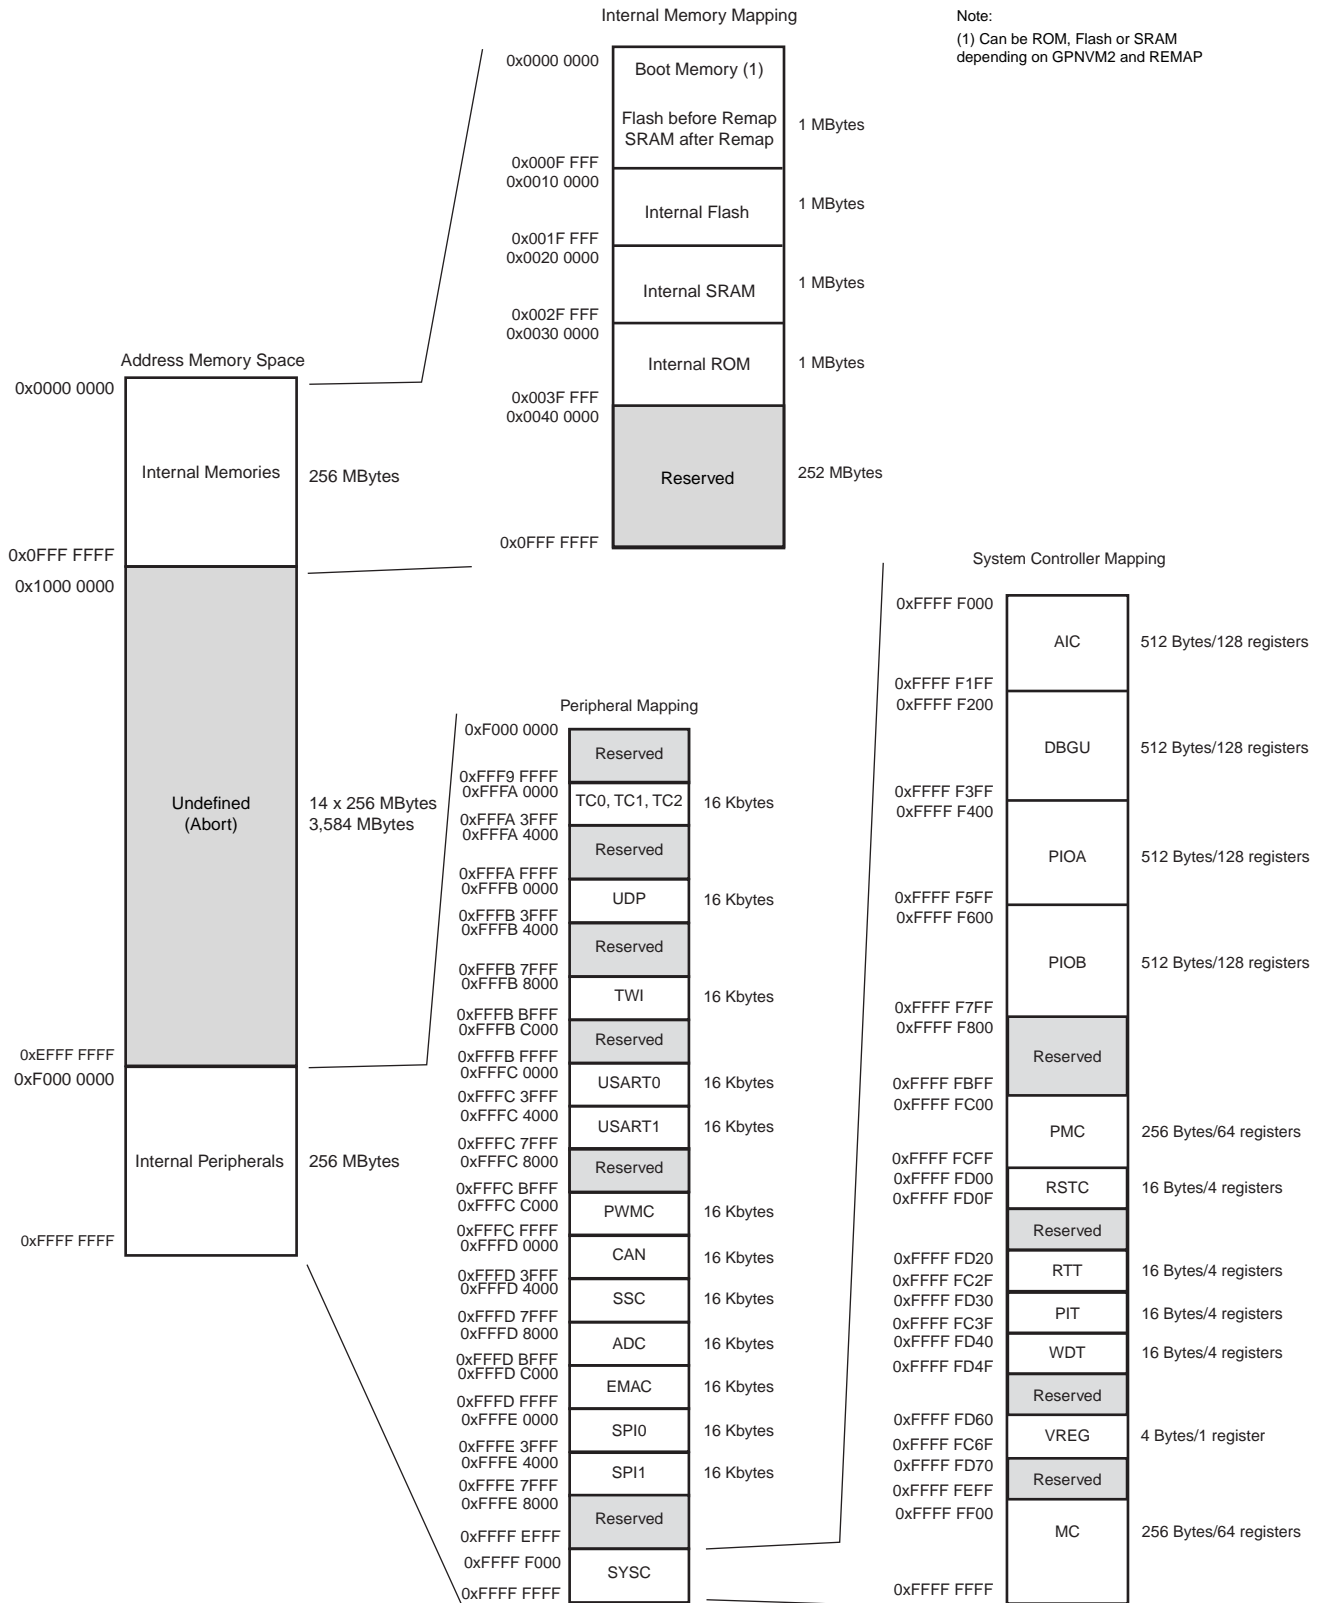 Internal Memory Mapping
Note:
(1) Can be ROM, Flash or SRAM
depending on GPNVM2 and REMAP
0x0000 0000
Boot Memory (1)
Flash before Remap
SRAM after Remap
1 MBytes
0x000F FFF
0x0010 0000
Internal Flash
1 MBytes
0x001F FFF
0x0020 0000
Internal SRAM
1 MBytes
0x002F FFF
0x0030 0000
Internal ROM
1 MBytes
0x003F FFF
0x0040 0000
Reserved
252 MBytes
0x0FFF FFFF
Address Memory Space
0x0000 0000
Internal Memories
256 MBytes
0x0FFF FFFF
0x1000 0000
Undefined
(Abort)
14 x 256 MBytes
3,584 MBytes
0xEFFF FFFF
0xF000 0000
Internal Peripherals
256 MBytes
0xFFFF FFFF
Peripheral Mapping
0xF000 0000
Reserved
0xFFF9 FFFF
0xFFFA 0000
TC0, TC1, TC2
16 Kbytes
0xFFFA 3FFF
0xFFFA 4000
Reserved
0xFFFA FFFF
0xFFFB 0000
UDP
16 Kbytes
0xFFFB 3FFF
0xFFFB 4000
Reserved
0xFFFB 7FFF
0xFFFB 8000
TWI
16 Kbytes
0xFFFB BFFF
0xFFFB C000
Reserved
0xFFFB FFFF
0xFFFC 0000
USART0
16 Kbytes
0xFFFC 3FFF
0xFFFC 4000
USART1
16 Kbytes
0xFFFC 7FFF
0xFFFC 8000
Reserved
0xFFFC BFFF
0xFFFC C000
PWMC
16 Kbytes
0xFFFC FFFF
0xFFFD 0000
CAN
16 Kbytes
0xFFFD 3FFF
0xFFFD 4000
SSC
16 Kbytes
0xFFFD 7FFF
0xFFFD 8000
ADC
16 Kbytes
0xFFFD BFFF
0xFFFD C000
EMAC
16 Kbytes
0xFFFD FFFF
0xFFFE 0000
SPI0
16 Kbytes
0xFFFE 3FFF
0xFFFE 4000
SPI1
16 Kbytes
0xFFFE 7FFF
0xFFFE 8000
Reserved
0xFFFF EFFF
0xFFFF F000
SYSC
0xFFFF FFFF
System Controller Mapping
0xFFFF F000
AIC
512 Bytes/128 registers
0xFFFF F1FF
0xFFFF F200
DBGU
512 Bytes/128 registers
0xFFFF F3FF
0xFFFF F400
PIOA
512 Bytes/128 registers
0xFFFF F5FF
0xFFFF F600
PIOB
512 Bytes/128 registers
0xFFFF F7FF
0xFFFF F800
Reserved
0xFFFF FBFF
0xFFFF FC00
PMC
256 Bytes/64 registers
0xFFFF FCFF
0xFFFF FD00
RSTC
16 Bytes/4 registers
0xFFFF FD0F
Reserved
0xFFFF FD20
RTT
16 Bytes/4 registers
0xFFFF FC2F
0xFFFF FD30
PIT
16 Bytes/4 registers
0xFFFF FC3F
0xFFFF FD40
WDT
16 Bytes/4 registers
0xFFFF FD4F
Reserved
0xFFFF FD60
VREG
4 Bytes/1 register
0xFFFF FC6F
0xFFFF FD70
Reserved
0xFFFF FEFF
0xFFFF FF00
MC
256 Bytes/64 registers
0xFFFF FFFF